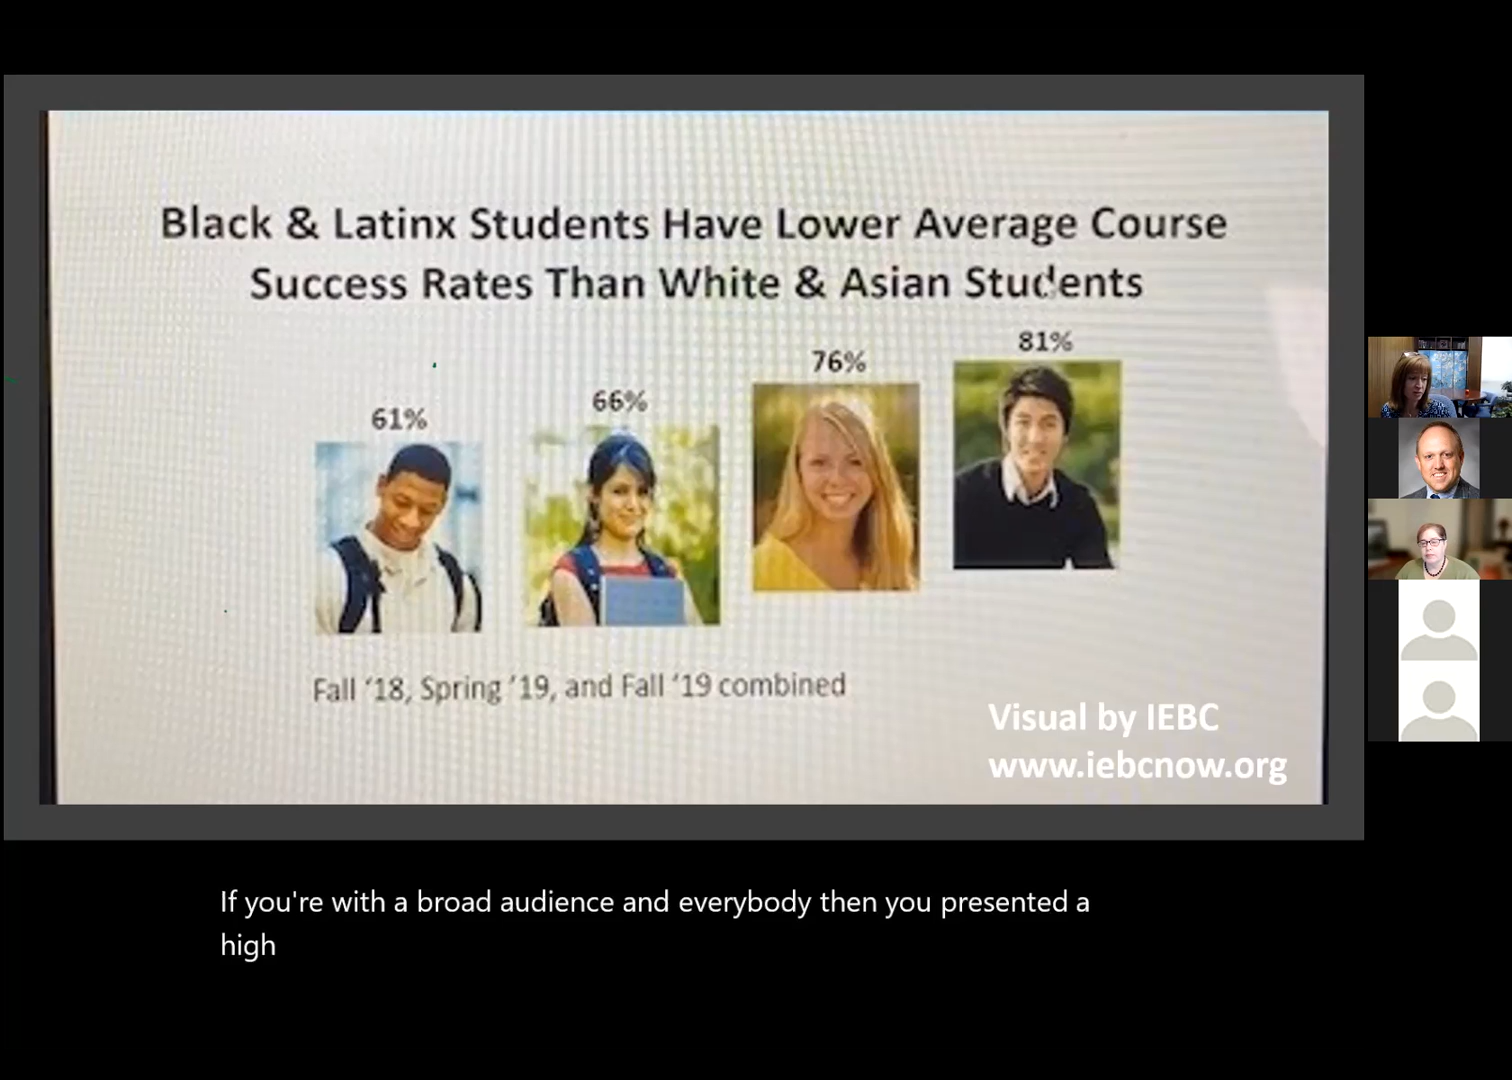 Black & Latinx Students Have Lower Average Course
Success Rates Than White & Asian Students
61%
66%
76%
81%
Fall ‘18, Spring ‘19, and Fall ‘19 combined
Visual by IEBC
www.iebcnow.org
If you're with a broad audience and everybody then you presented a
high